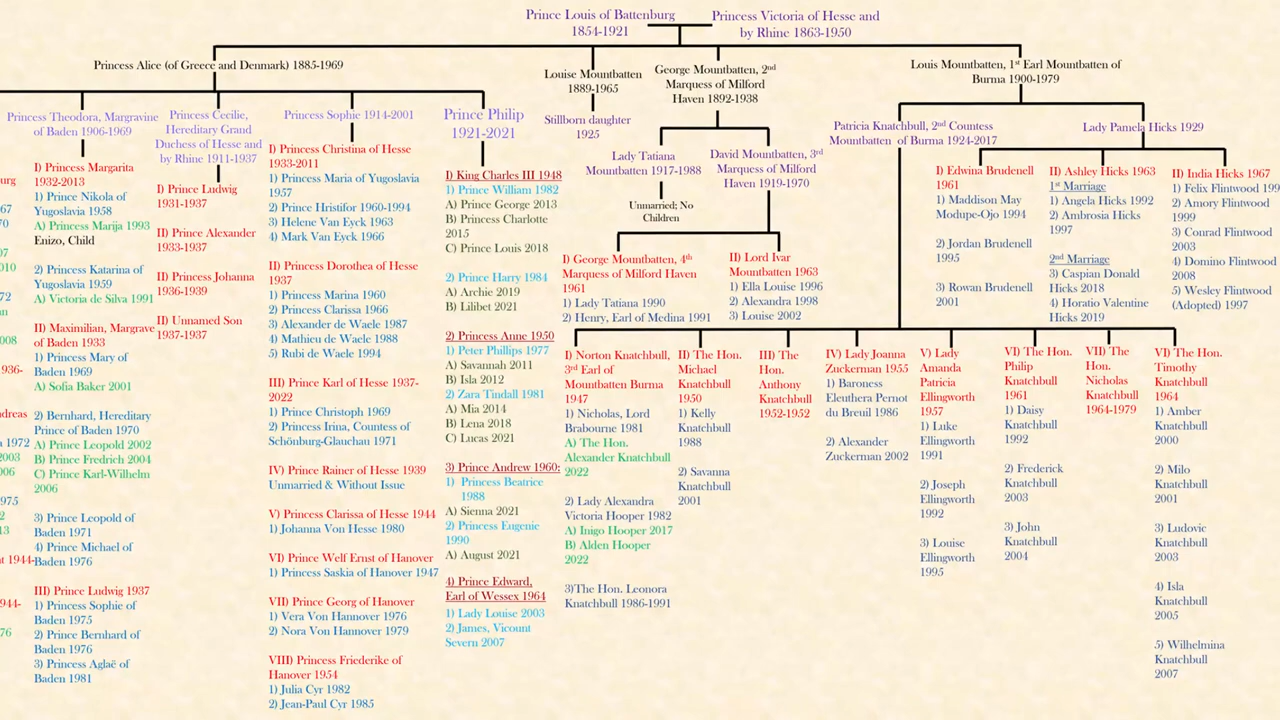 Prince Louis of Battenburg
1854-1921
Princess Victoria of Hesse and
by Rhine 1863-1950
Princess Alice (of Greece and Denmark) 1885-1969
Louise Mountbatten
1889-1965
George Mountbatten, 2nd
Marquess of Milford
Haven 1892-1938
Louis Mountbatten, 1st Earl Mountbatten of
Burma 1900-1979
Princess Theodora, Margravine
of Baden 1906-1969
Princess Cecilie,
Hereditary Grand
Duchess of Hesse and
by Rhine 1911-1937
Princess Sophie 1914-2001
Prince Philip
1921-2021
Stillborn daughter
1925
Lady Tatiana
Mountbatten 1917-1988
David Mountbatten, 3rd
Marquess of Milford
Haven 1919-1970
Unmarried; No
Children
Patricia Knatchbull, 2nd Countess
Mountbatten of Burma 1924-2017
Lady Pamela Hicks 1929
urg
67
70
07
010
72
an
008
936-
dreas
a 1972
2003
006
975
2
13
nt 1944-
944-
76
I) Princess Margarita
1932-2013
1) Prince Nikola of
Yugoslavia 1958
A) Princess Marija 1993
Enizo, Child
2) Princess Katarina of
Yugoslavia 1959
A) Victoria de Silva 1991
II) Maximilian, Margrave
of Baden 1933
1) Prince Mary of
Baden 1969
A) Sofia Baker 2001
2) Bernhard, Hereditary
Prince of Baden 1970
A) Prince Leopold 2002
B) Prince Fredrich 2004
C) Prince Karl-Wilhelm
2006
3) Prince Leopold of
Baden 1971
4) Prince Michael of
Baden 1976
III) Prince Ludwig 1937
1) Princess Sophie of
Baden 1975
2) Prince Bernhard of
Baden 1976
3) Princess Aglaë of
Baden 1981
I) Prince Ludwig
1931-1937
II) Prince Alexander
1933-1937
II) Princess Johanna
1936-1939
II) Unnamed Son
1937-1937
I) Princess Christina of Hesse
1933-2011
1) Princess Maria of Yugoslavia
1957
2) Prince Hristifor 1960-1994
3) Helene Van Eyck 1963
4) Mark Van Eyck 1966
II) Princess Dorothea of Hesse
1937
1) Princess Marina 1960
2) Princess Clarissa 1966
3) Alexander de Waele 1987
4) Mathieu de Waele 1988
5) Rubi de Waele 1994
III) Prince Karl of Hesse 1937-
2022
1) Prince Christoph 1969
2) Princess Irina, Countess of
Schönburg-Glauchau 1971
IV) Prince Rainer of Hesse 1939
Unmarried & Without Issue
V) Princess Clarissa of Hesse 1944
1) Johanna Von Hesse 1980
VI) Prince Welf Ernst of Hanover
1) Princess Saskia of Hanover 1947
VII) Prince Georg of Hanover
1) Vera Von Hannover 1976
2) Nora Von Hannover 1979
VIII) Princess Friederike of
Hanover 1954
1) Julia Cyr 1982
2) Jean-Paul Cyr 1985
I) King Charles III 1948
1) Prince William 1982
A) Prince George 2013
B) Princess Charlotte
2015
C) Prince Louis 2018
2) Prince Harry 1984
A) Archie 2019
B) Lilibet 2021
2) Princess Anne 1950
1) Peter Phillips 1977
A) Savannah 2011
B) Isla 2012
2) Zara Tindall 1981
A) Mia 2014
B) Lena 2018
C) Lucas 2021
3) Prince Andrew 1960:
1) Princess Beatrice
1988
A) Sienna 2021
2) Princess Eugenie
1990
A) August 2021
4) Prince Edward,
Earl of Wessex 1964
1) Lady Louise 2003
2) James, Vicount
Severn 2007
I) George Mountbatten, 4th
Marquess of Milford Haven
1961
1) Lady Tatiana 1990
2) Henry, Earl of Medina 1991
II) Lord Ivar
Mountbatten 1963
1) Ella Louise 1996
2) Alexandra 1998
3) Louise 2002
I) Edwina Brudenell
1961
1) Maddison May
Modupe-Ojo 1994
2) Jordan Brudenell
1995
3) Rowan Brudenell
2001
II) Ashley Hicks 1963
1st Marriage
1) Angela Hicks 1992
2) Ambrosia Hicks
1997
2nd Marriage
3) Caspian Donald
Hicks 2018
4) Horatio Valentine
Hicks 2019
II) India Hicks 1967
1) Felix Flintwood 199
2) Amory Flintwood
1999
3) Conrad Flintwood
2003
4) Domino Flintwood
2008
5) Wesley Flintwood
(Adopted) 1997
I) Norton Knatchbull,
3rd Earl of
Mountbatten Burma
1947
1) Nicholas, Lord
Brabourne 1981
A) The Hon.
Alexander Knatchbull
2022
2) Lady Alexandra
Victoria Hooper 1982
A) Inigo Hooper 2017
B) Alden Hooper
2022
3)The Hon. Leonora
Knatchbull 1986-1991
II) The Hon.
Michael
Knatchbull
1950
1) Kelly
Knatchbull
1988
2) Savanna
Knatchbull
2001
III) The
Hon.
Anthony
Knatchbull
1952-1952
IV) Lady Joanna
Zuckerman 1955
1) Baroness
Eleuthera Pernot
du Breuil 1986
2) Alexander
Zuckerman 2002
V) Lady
Amanda
Patricia
Ellingworth
1957
1) Luke
Ellingworth
1991
2) Joseph
Ellingworth
1992
3) Louise
Ellingworth
1995
VI) The Hon.
Philip
Knatchbull
1961
1) Daisy
Knatchbull
1992
2) Frederick
Knatchbull
2003
3) John
Knatchbull
2004
VII) The
Hon.
Nicholas
Knatchbull
1964-1979
VI) The Hon.
Timothy
Knatchbull
1964
1) Amber
Knatchbull
2000
2) Milo
Knatchbull
2001
3) Ludovic
Knatchbull
2003
4) Isla
Knatchbull
2005
5) Wilhelmina
Knatchbull
2007